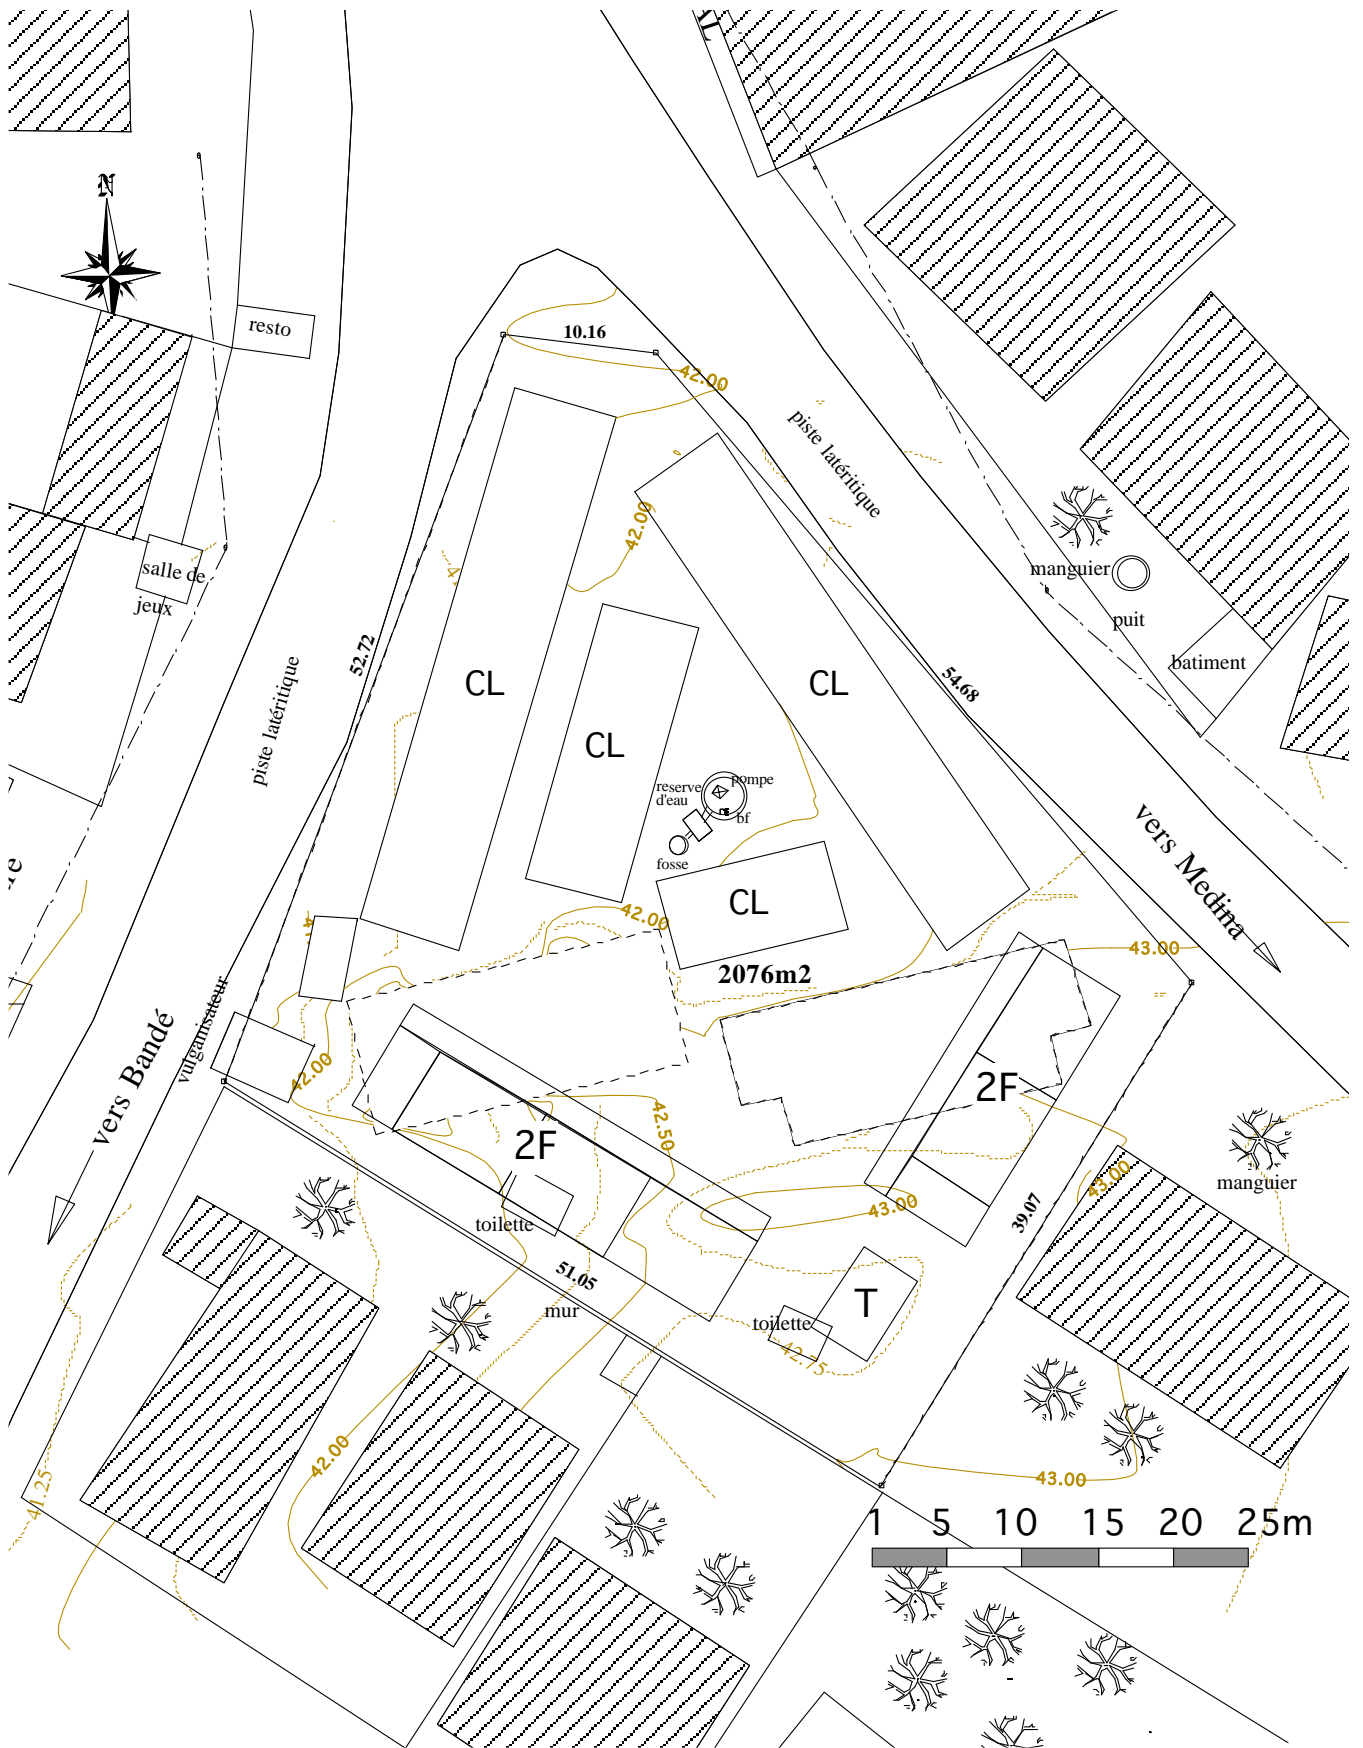 AL
N
resto
10.16
42.00
piste latéritique
42.00
salle de
jeux
manguier
puit
batiment
52.72
piste latéritique
CL
CL
CL
54.68
pompe
reserve
d'eau
bf
fosse
vers Medina
CL
42.00
2076m2
43.00
vulganisateur
vers Bandé
42.00
2F
2F
42.50
43.00
manguier
43.00
39.07
toilette
51.05
mur
T
toilette
42.75
42.00
41.25
43.00
1 5 10 15 20 25m